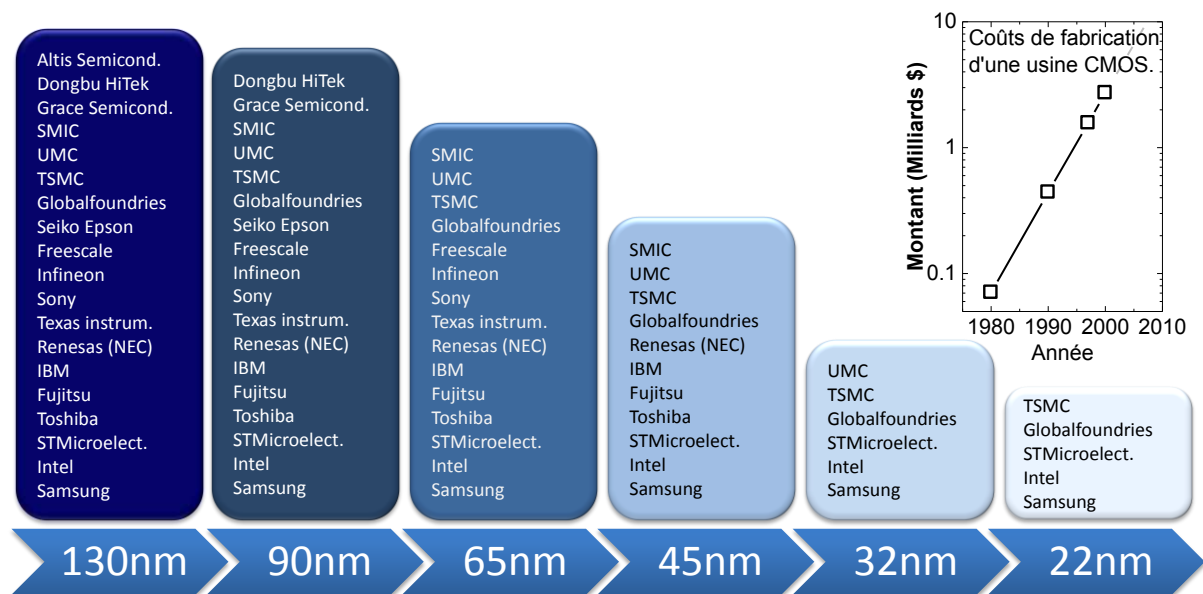 Altis Semicond.
Dongbu HiTek
Grace Semicond.
SMIC
UMC
TSMC
Globalfoundries
Seiko Epson
Freescale
Infineon
Sony
Texas instrum.
Renesas (NEC)
IBM
Fujitsu
Toshiba
STMicroelect.
Intel
Samsung
130nm
Dongbu HiTek
Grace Semicond.
SMIC
UMC
TSMC
Globalfoundries
Seiko Epson
Freescale
Infineon
Sony
Texas instrum.
Renesas (NEC)
IBM
Fujitsu
Toshiba
STMicroelect.
Intel
Samsung
90nm
SMIC
UMC
TSMC
Globalfoundries
Freescale
Infineon
Sony
Texas instrum.
Renesas (NEC)
IBM
Fujitsu
Toshiba
STMicroelect.
Intel
Samsung
65nm
SMIC
UMC
TSMC
Globalfoundries
Renesas (NEC)
IBM
Fujitsu
Toshiba
STMicroelect.
Intel
Samsung
45nm
UMC
TSMC
Globalfoundries
STMicroelect.
Intel
Samsung
32nm
TSMC
Globalfoundries
STMicroelect.
Intel
Samsung
22nm
Coûts de fabrication
d'une usine CMOS.
Montant (Milliards $)
10
1
0.1
1980 1990 2000 2010
Année